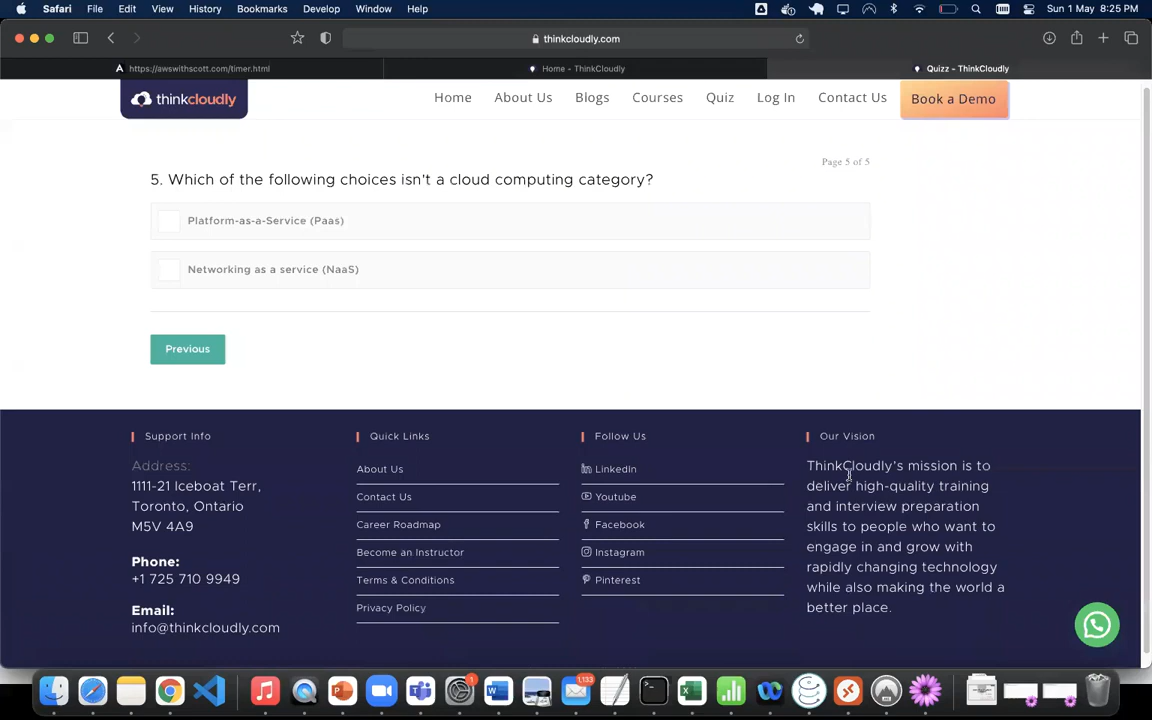 Safari File Edit View History Bookmarks Develop Window Help Sun 1 May 8:25 PM
thinkcloudly.com
https://awswithscott.com/timer.html Home - ThinkCloudly Quizz - ThinkCloudly
thinkcloudly Home About Us Blogs Courses Quiz Log In Contact Us Book a Demo
Page 5 of 5
5. Which of the following choices isn't a cloud computing category?
Platform-as-a-Service (Paas)
Networking as a service (NaaS)
Previous
Support Info
Address:
1111-21 Iceboat Terr,
Toronto, Ontario
M5V 4A9
Phone:
+1 725 710 9949
Email:
info@thinkcloudly.com
Quick Links
About Us
Contact Us
Career Roadmap
Become an Instructor
Terms & Conditions
Privacy Policy
Follow Us
LinkedIn
Youtube
Facebook
Instagram
Pinterest
Our Vision
ThinkCloudly's mission is to
deliver high-quality training
and interview preparation
skills to people who want to
engage in and grow with
rapidly changing technology
while also making the world a
better place.
1
1,133